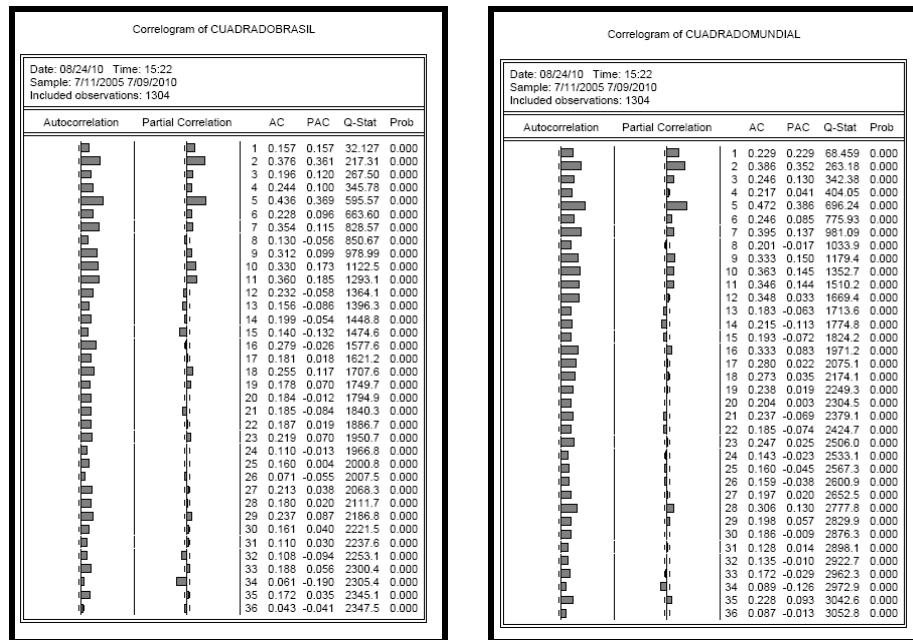 Correlogram of CUADRADOBRASIL
Date: 08/24/10 Time: 15:22
Sample: 7/11/2005 7/09/2010
Included observations: 1304
Autocorrelation Partial Correlation AC PAC Q-Stat Prob
1 0.157 0.157 32.127 0.000
2 0.376 0.361 217.31 0.000
3 0.196 0.120 267.50 0.000
4 0.244 0.100 345.78 0.000
5 0.436 0.369 595.57 0.000
6 0.228 0.096 663.60 0.000
7 0.354 0.115 828.57 0.000
8 0.130 -0.056 850.67 0.000
9 0.312 0.099 978.99 0.000
10 0.330 0.173 1122.5 0.000
11 0.360 0.185 1293.1 0.000
12 0.232 -0.058 1364.1 0.000
13 0.156 -0.086 1396.3 0.000
14 0.199 -0.054 1448.8 0.000
15 0.140 -0.132 1474.6 0.000
16 0.279 -0.026 1577.6 0.000
17 0.181 0.018 1621.2 0.000
18 0.255 0.117 1707.6 0.000
19 0.178 0.070 1749.7 0.000
20 0.184 -0.012 1794.9 0.000
21 0.185 -0.084 1840.3 0.000
22 0.187 0.019 1886.7 0.000
23 0.219 0.070 1950.7 0.000
24 0.110 -0.013 1966.8 0.000
25 0.160 0.004 2000.8 0.000
26 0.071 -0.055 2007.5 0.000
27 0.213 0.038 2068.3 0.000
28 0.180 0.020 2111.7 0.000
29 0.237 0.087 2186.8 0.000
30 0.161 0.040 2221.5 0.000
31 0.110 0.030 2237.6 0.000
32 0.108 -0.094 2253.1 0.000
33 0.188 0.056 2300.4 0.000
34 0.061 -0.190 2305.4 0.000
35 0.172 0.035 2345.1 0.000
36 0.043 -0.041 2347.5 0.000
Correlogram of CUADRADOMUNDIAL
Date: 08/24/10 Time: 15:22
Sample: 7/11/2005 7/09/2010
Included observations: 1304
Autocorrelation Partial Correlation AC PAC Q-Stat Prob
1 0.229 0.229 68.459 0.000
2 0.386 0.352 263.18 0.000
3 0.246 0.130 342.38 0.000
4 0.217 0.041 404.05 0.000
5 0.472 0.386 696.24 0.000
6 0.246 0.085 775.93 0.000
7 0.395 0.137 981.09 0.000
8 0.201 -0.017 1033.9 0.000
9 0.333 0.150 1179.4 0.000
10 0.363 0.145 1352.7 0.000
11 0.346 0.144 1510.2 0.000
12 0.348 0.033 1669.4 0.000
13 0.183 -0.063 1713.6 0.000
14 0.215 -0.113 1774.8 0.000
15 0.193 -0.072 1824.2 0.000
16 0.333 0.083 1971.2 0.000
17 0.280 0.022 2075.1 0.000
18 0.273 0.035 2174.1 0.000
19 0.238 0.019 2249.3 0.000
20 0.204 0.003 2304.5 0.000
21 0.237 -0.069 2379.1 0.000
22 0.185 -0.074 2424.7 0.000
23 0.247 0.025 2506.0 0.000
24 0.143 -0.023 2533.1 0.000
25 0.160 -0.045 2567.3 0.000
26 0.159 -0.038 2600.9 0.000
27 0.197 0.020 2652.5 0.000
28 0.306 0.130 2777.8 0.000
29 0.198 0.057 2829.9 0.000
30 0.186 -0.009 2876.3 0.000
31 0.128 0.014 2898.1 0.000
32 0.135 -0.010 2922.7 0.000
33 0.172 -0.029 2962.3 0.000
34 0.089 -0.126 2972.9 0.000
35 0.228 0.093 3042.6 0.000
36 0.087 -0.013 3052.8 0.000